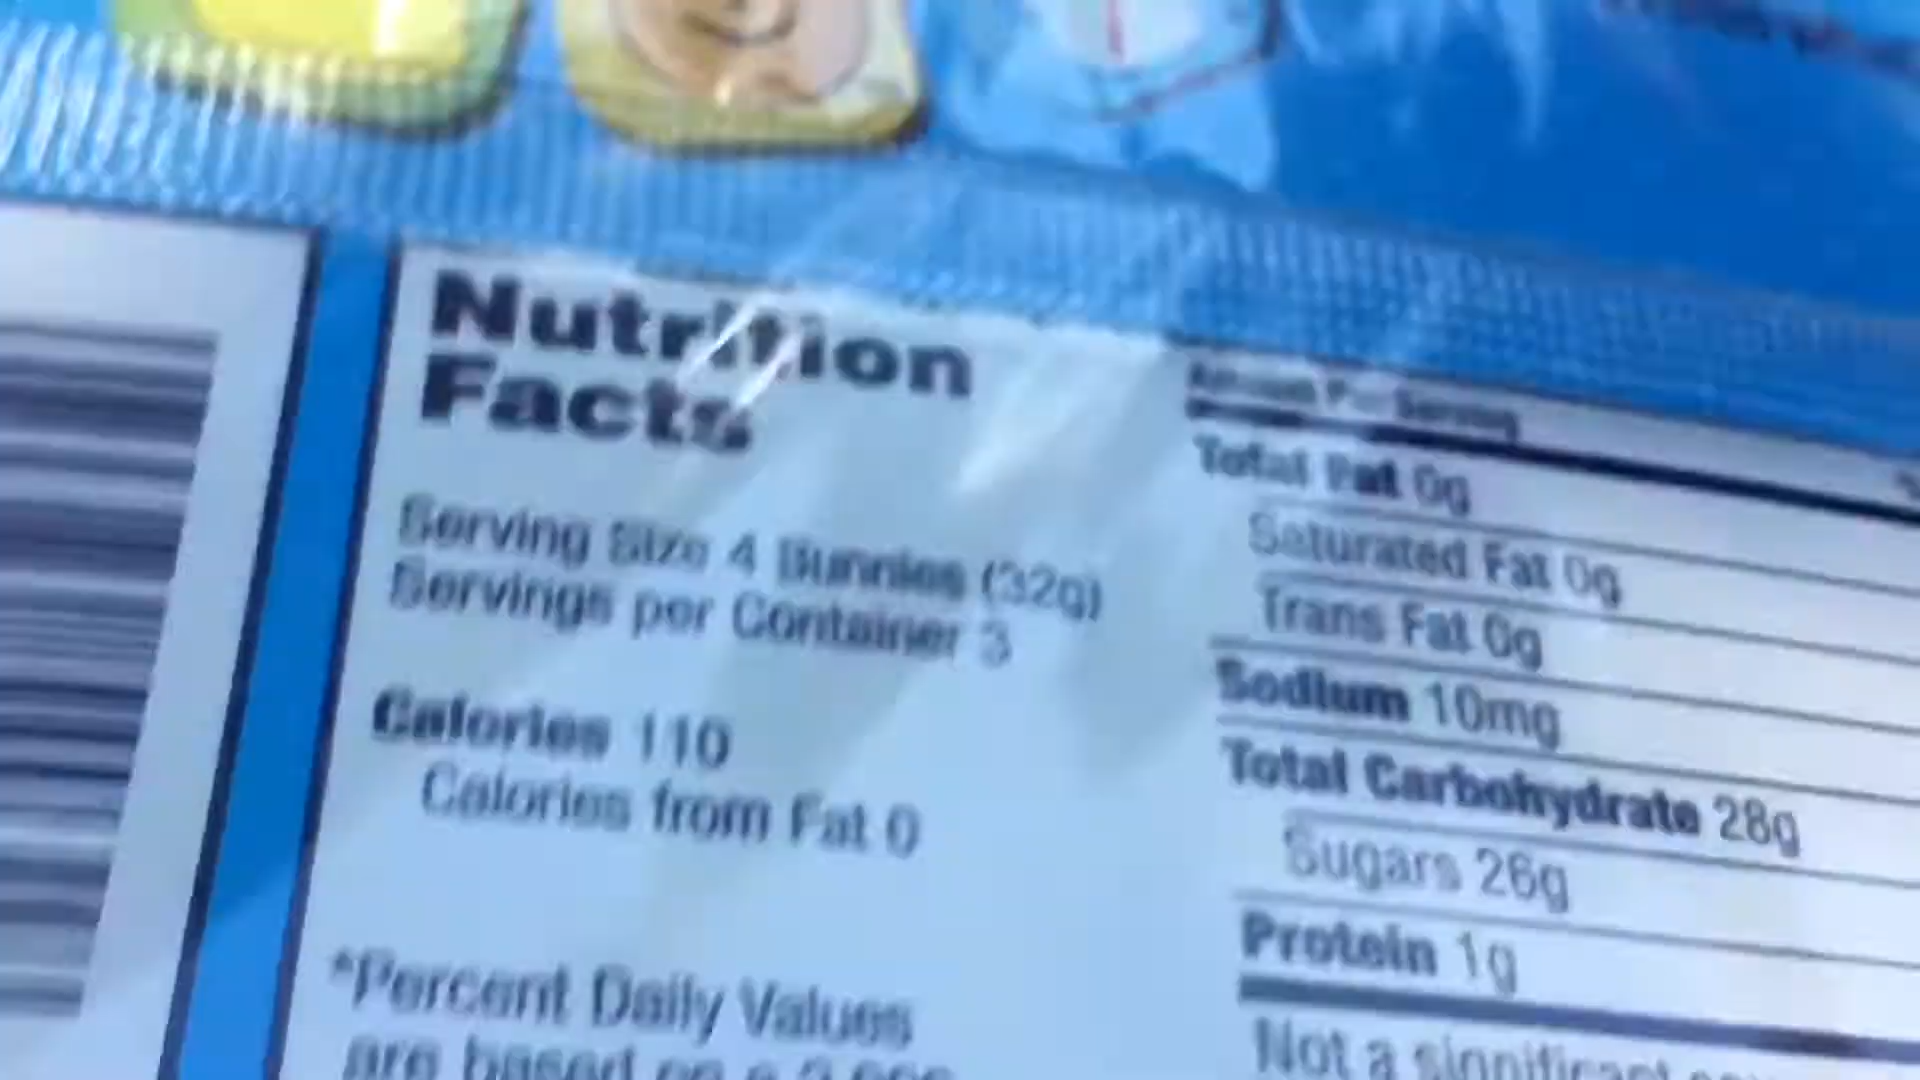 Nutrition
Facts
Serving Size 4 Bunnies (32g)
Servings per Container 3
Calories 110
Calories from Fat 0
*Percent Daily Values
are based on a
Amount Per Serving
Total Fat 0g
Saturated Fat 0g
Trans Fat 0g
Sodium 10mg
Total Carbohydrate 28g
Sugars 26g
Protein 1g
Not a significant